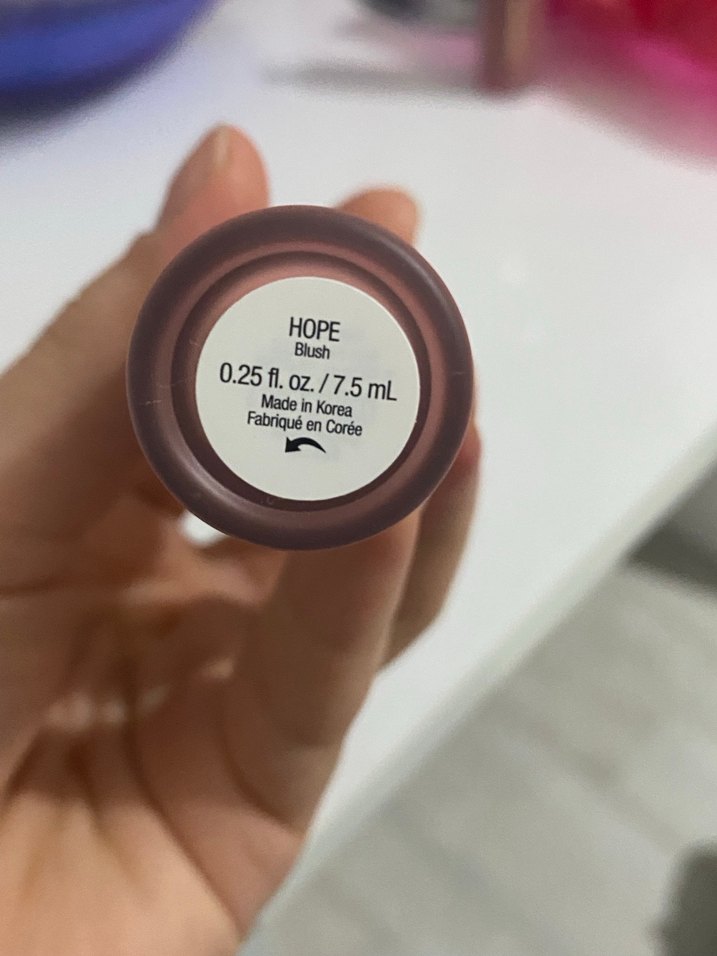 HOPE
Blush
0.25 fl. oz. / 7.5 mL
Made in Korea
Fabriqué en Corée